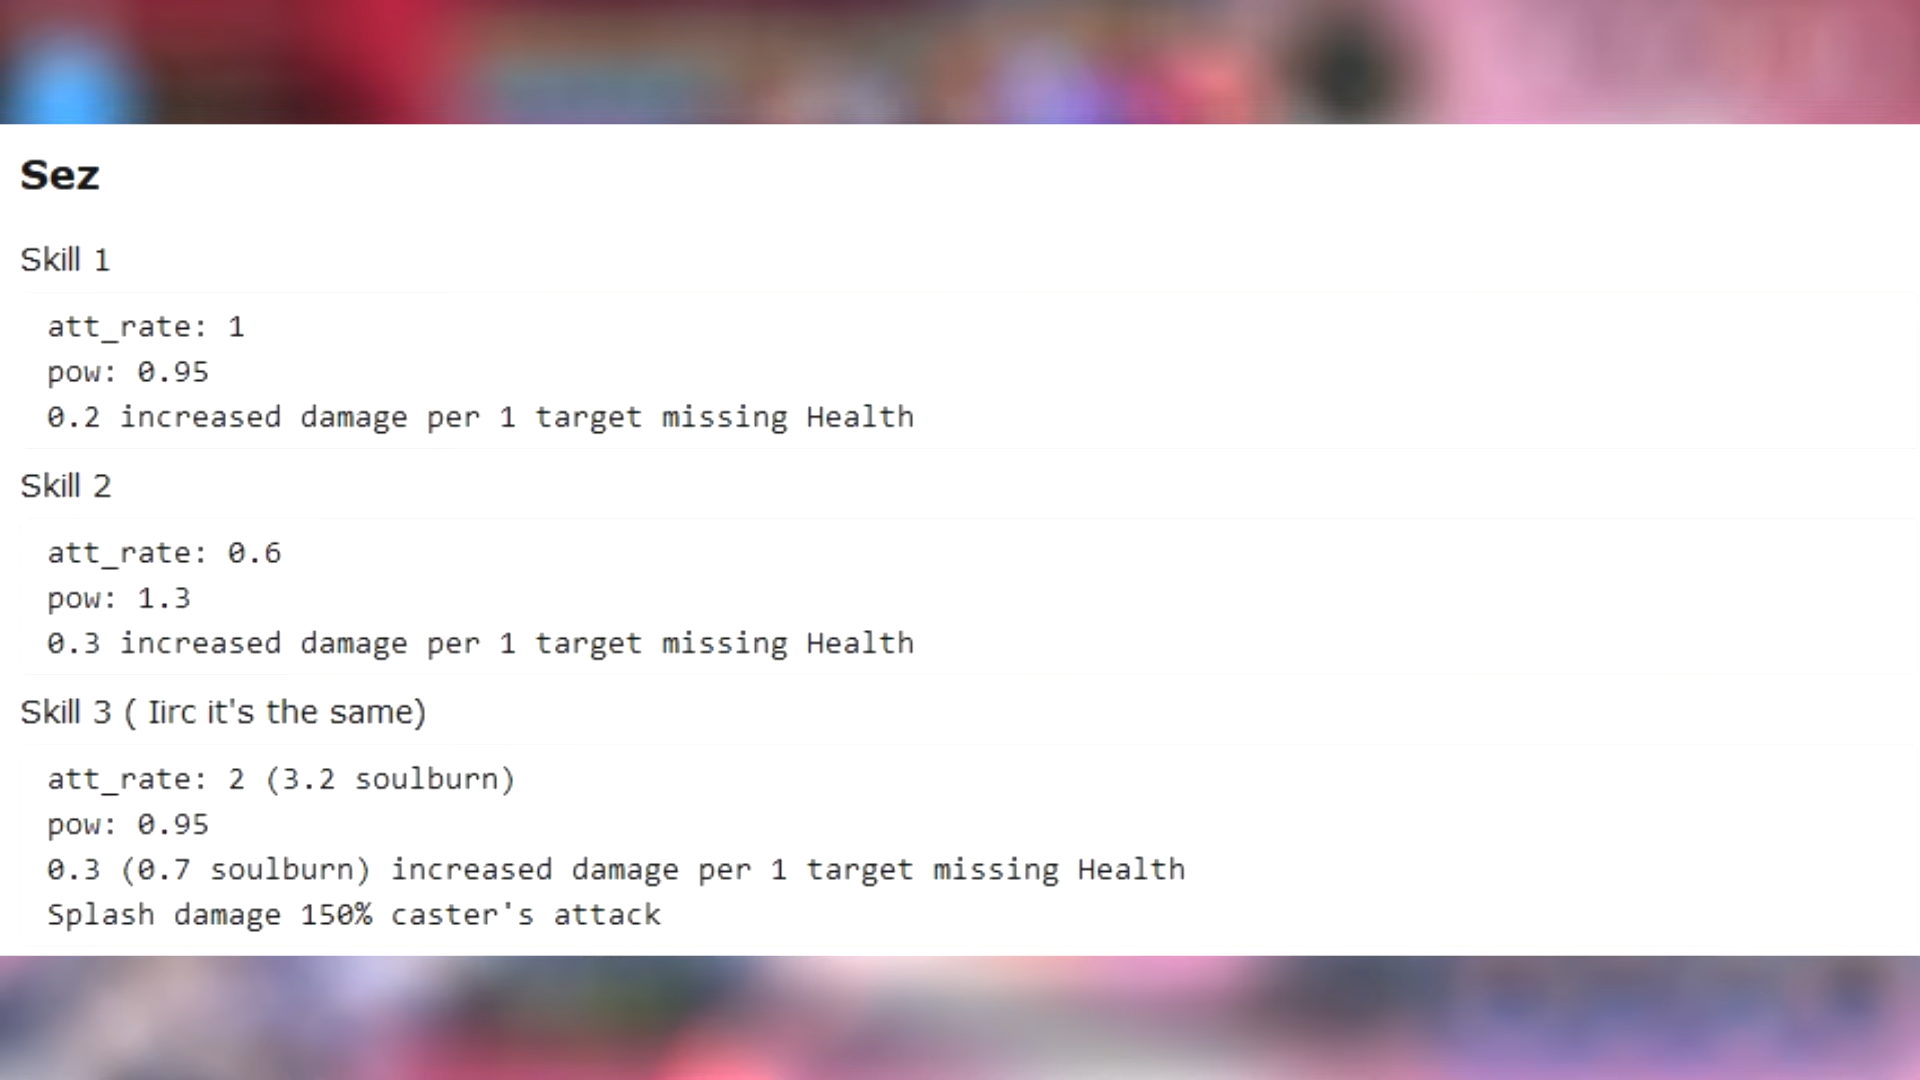 Sez
Skill 1
att_rate: 1
pow: 0.95
0.2 increased damage per 1 target missing Health
Skill 2
att_rate: 0.6
pow: 1.3
0.3 increased damage per 1 target missing Health
Skill 3 ( Iirc it's the same)
att_rate: 2 (3.2 soulburn)
pow: 0.95
0.3 (0.7 soulburn) increased damage per 1 target missing Health
Splash damage 150% caster's attack